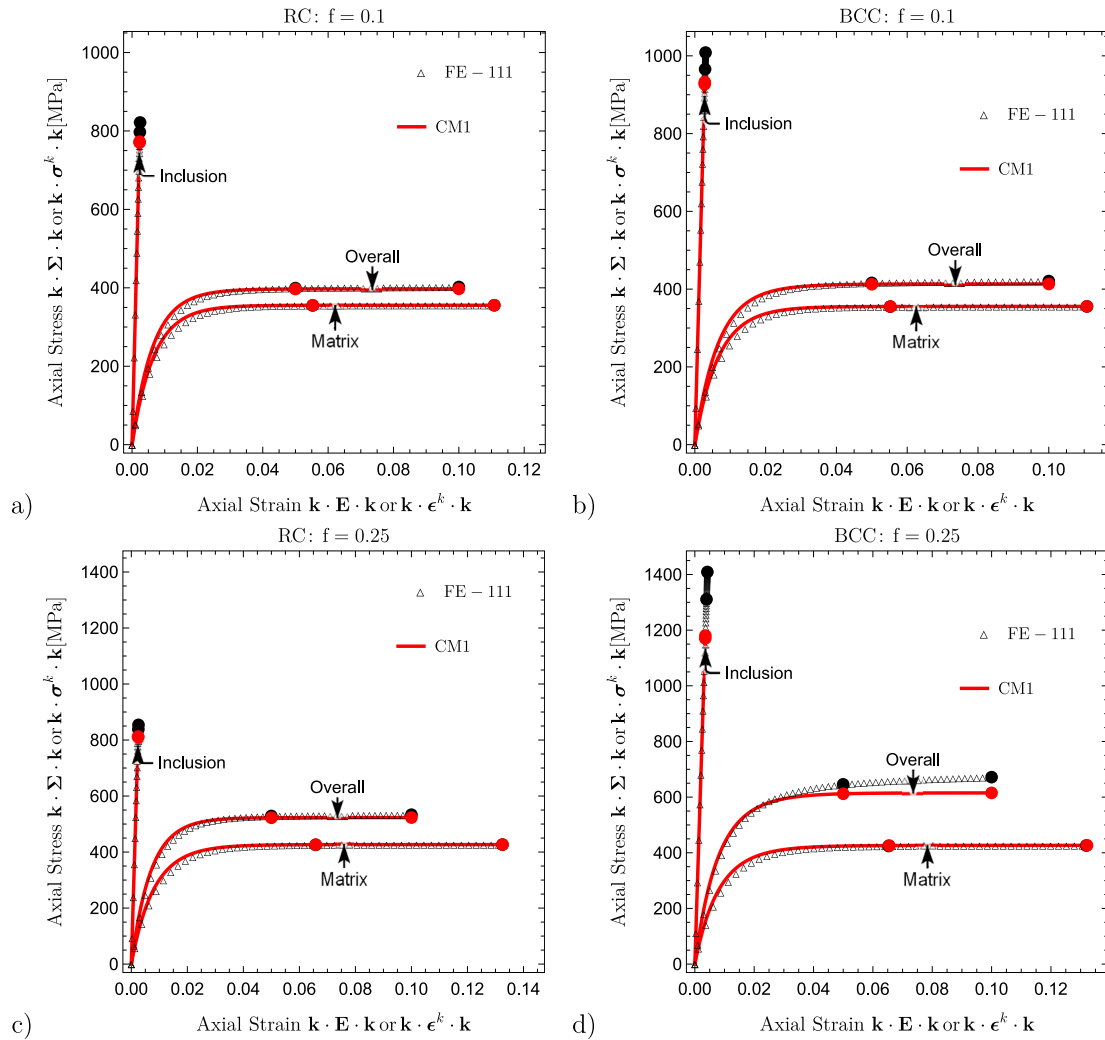 RC: f = 0.1
Axial Stress k · Σ · k or k · σ^k · k[MPa]
1000
800
600
400
200
0
△ FE − 111
CM1
Inclusion
Overall
Matrix
0.00 0.02 0.04 0.06 0.08 0.10 0.12
a) Axial Strain k · E · k or k · ϵ^k · k
BCC: f = 0.1
Axial Stress k · Σ · k or k · σ^k · k[MPa]
1000
800
600
400
200
0
△ FE − 111
CM1
Inclusion
Overall
Matrix
0.00 0.02 0.04 0.06 0.08 0.10
b) Axial Strain k · E · k or k · ϵ^k · k
RC: f = 0.25
Axial Stress k · Σ · k or k · σ^k · k[MPa]
1400
1200
1000
800
600
400
200
0
△ FE − 111
CM1
Inclusion
Overall
Matrix
0.00 0.02 0.04 0.06 0.08 0.10 0.12 0.14
c) Axial Strain k · E · k or k · ϵ^k · k
BCC: f = 0.25
Axial Stress k · Σ · k or k · σ^k · k[MPa]
1400
1200
1000
800
600
400
200
0
△ FE − 111
CM1
Inclusion
Overall
Matrix
0.00 0.02 0.04 0.06 0.08 0.10 0.12
d) Axial Strain k · E · k or k · ϵ^k · k